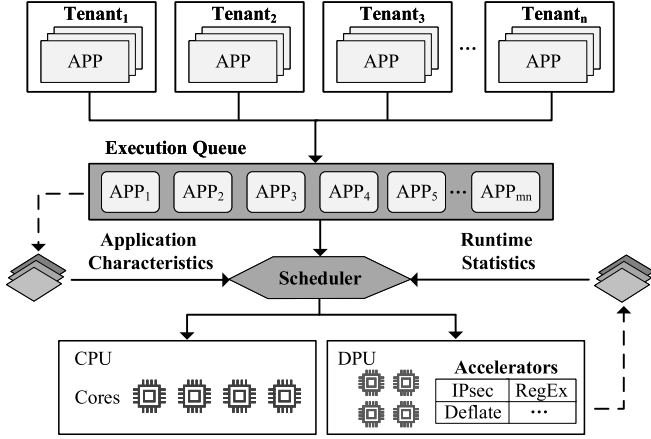 Tenant1 Tenant2 Tenant3 Tenantn
APP APP APP ... APP
Execution Queue
APP1 APP2 APP3 APP4 APP5 ... APPmn
Application
Characteristics
Runtime
Statistics
Scheduler
CPU
Cores
DPU
Accelerators
IPsec RegEx
Deflate ...